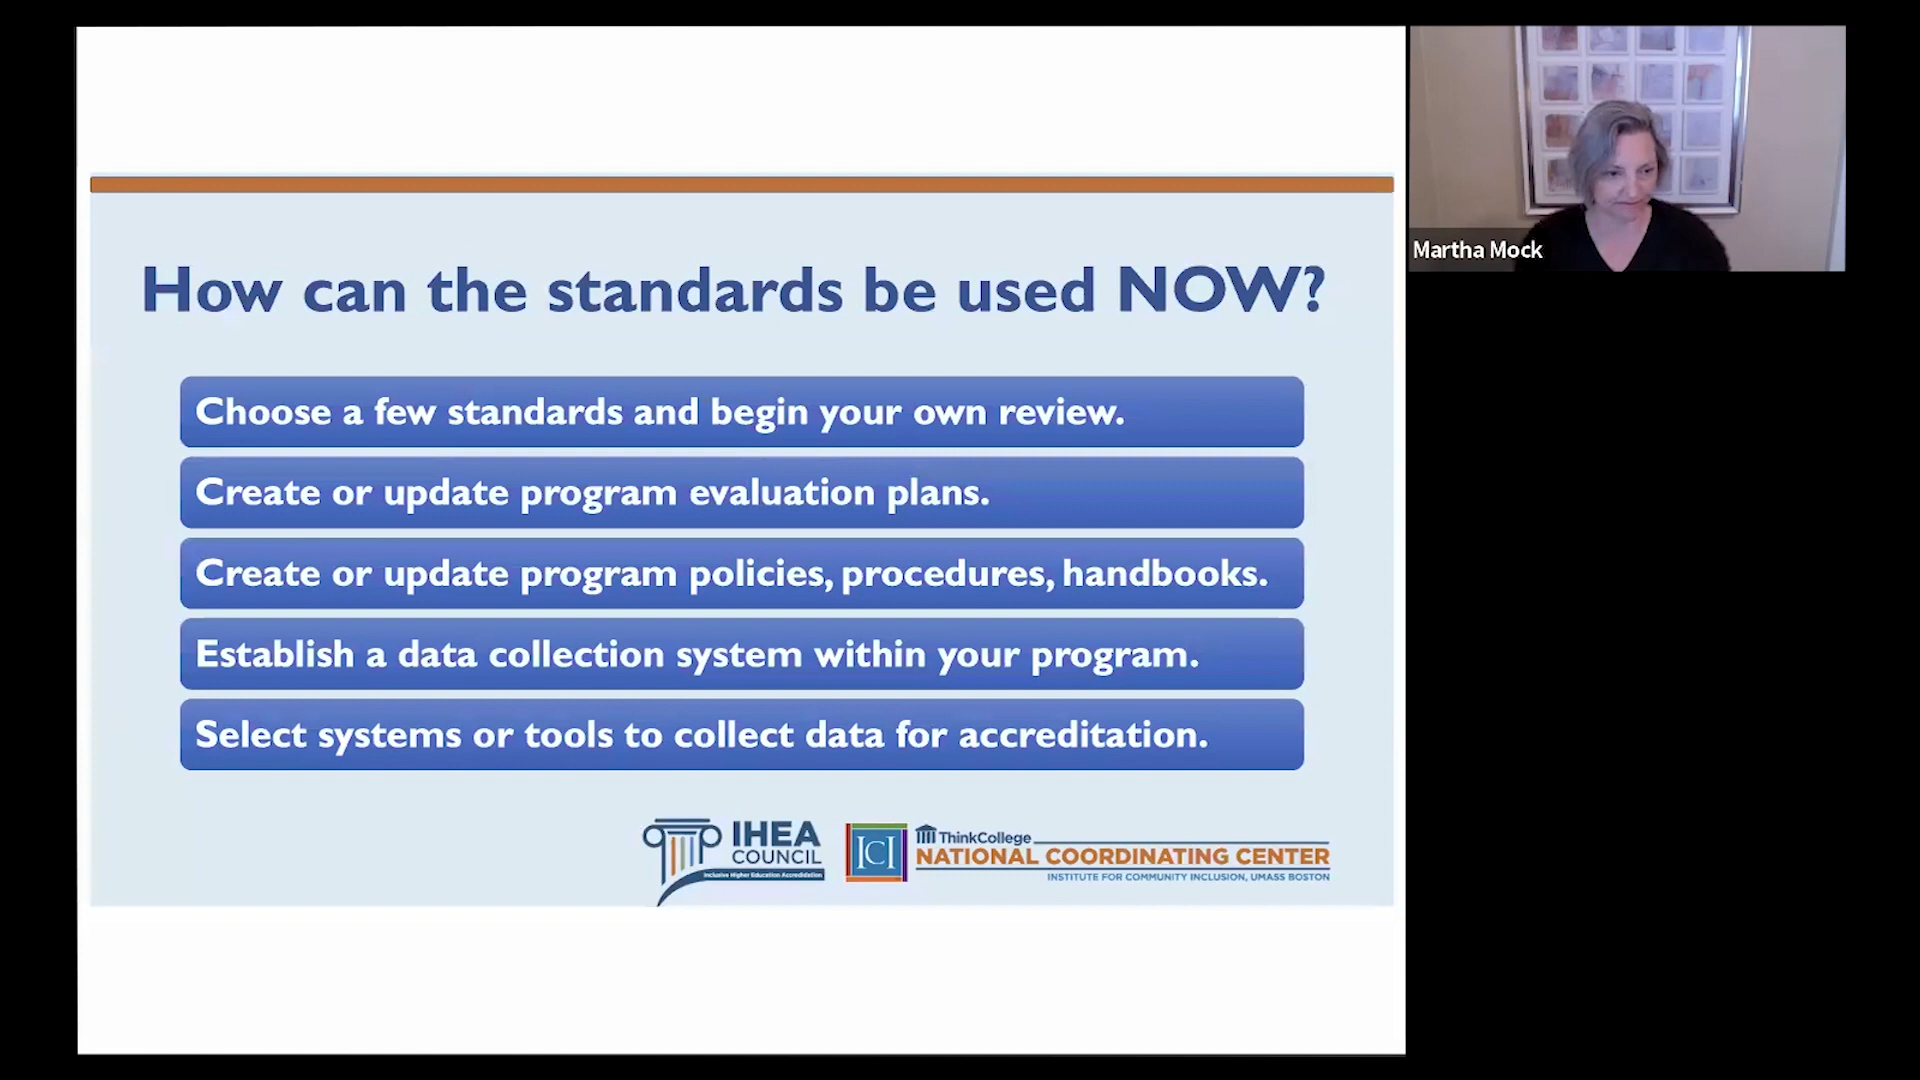 How can the standards be used NOW?
Choose a few standards and begin your own review.
Create or update program evaluation plans.
Create or update program policies, procedures, handbooks.
Establish a data collection system within your program.
Select systems or tools to collect data for accreditation.
IHEA
COUNCIL
Inclusive Higher Education Accreditation
ICI
ThinkCollege
NATIONAL COORDINATING CENTER
INSTITUTE FOR COMMUNITY INCLUSION, UMASS BOSTON
Martha Mock